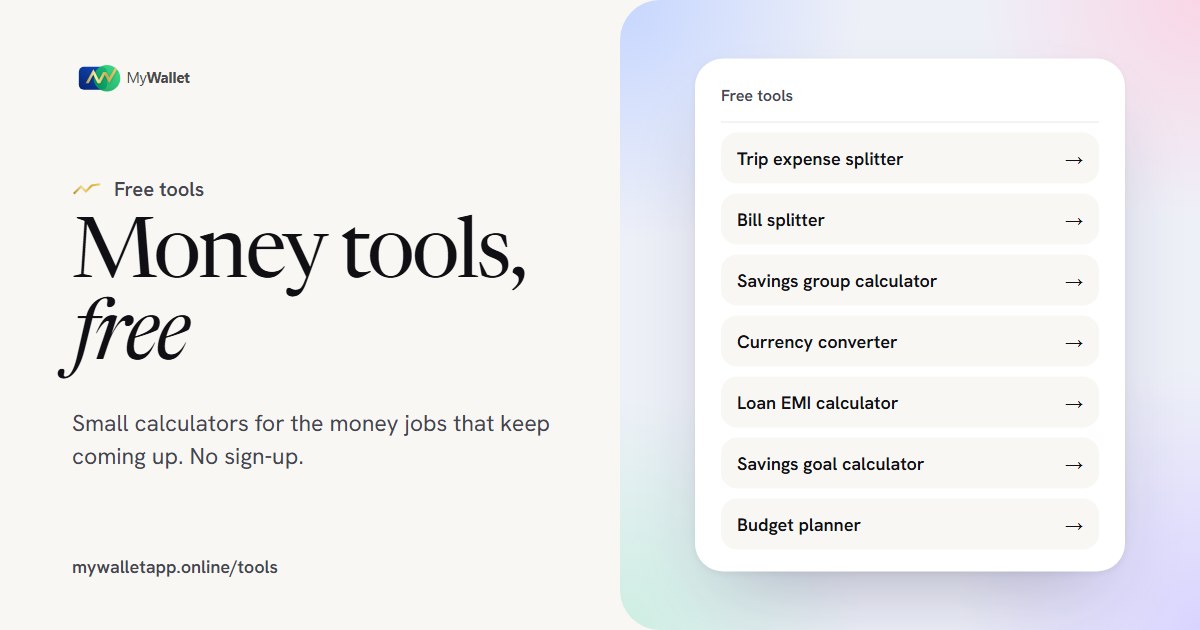 MyWallet
Free tools
Money tools,
free
Small calculators for the money jobs that keep
coming up. No sign-up.
mywalletapp.online/tools
Free tools
Trip expense splitter →
Bill splitter →
Savings group calculator →
Currency converter →
Loan EMI calculator →
Savings goal calculator →
Budget planner →